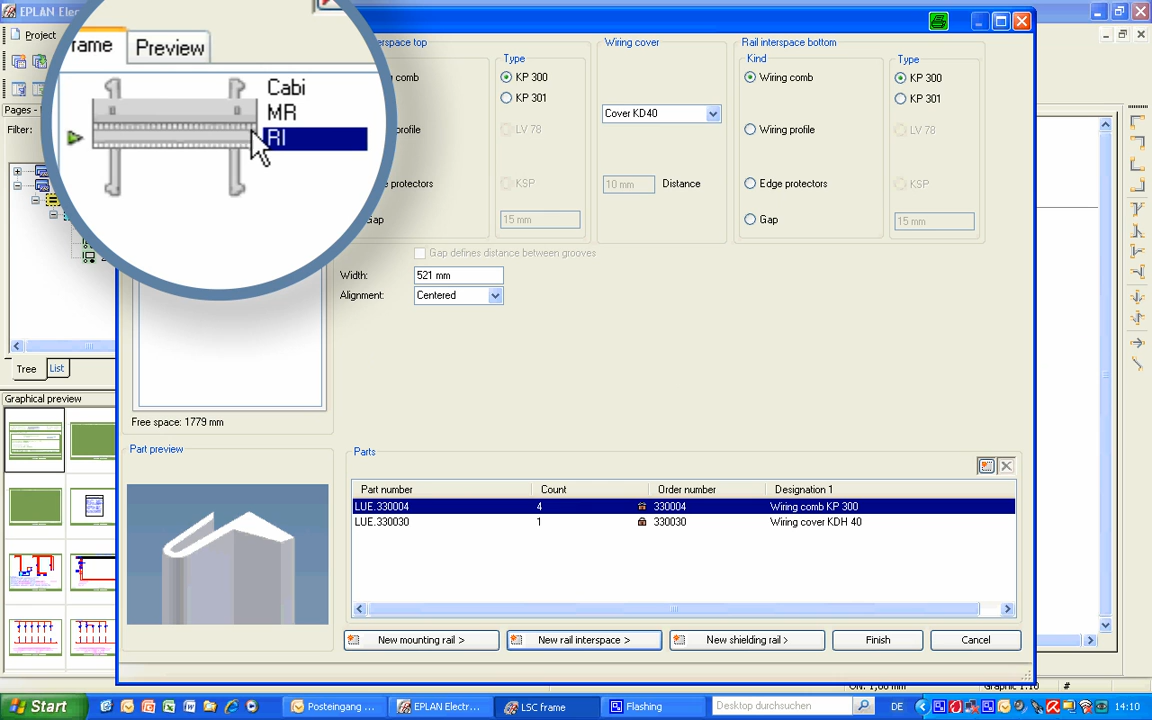 EPLAN Elec
Project
Pages -
Filter:
Tree
List
Graphical preview
Frame
Preview
Cabi
MR
RI
Free space: 1779 mm
Part preview
erspace top
comb
rofile
rotectors
Gap
Type
KP 300
KP 301
LV 78
KSP
15 mm
Wiring cover
Cover KD40
10 mm
Distance
Rail interspace bottom
Kind
Wiring comb
Wiring profile
Edge protectors
Gap
Type
KP 300
KP 301
LV 78
KSP
15 mm
Gap defines distance between grooves
Width:
521 mm
Alignment:
Centered
Parts
Part number Count Order number Designation 1
LUE.330004 4 330004 Wiring comb KP 300
LUE.330030 1 330030 Wiring cover KDH 40
New mounting rail >
New rail interspace >
New shielding rail >
Finish
Cancel
Start
Posteingang ...
EPLAN Electr...
LSC frame
Flashing
Desktop durchsuchen
DE
14:10